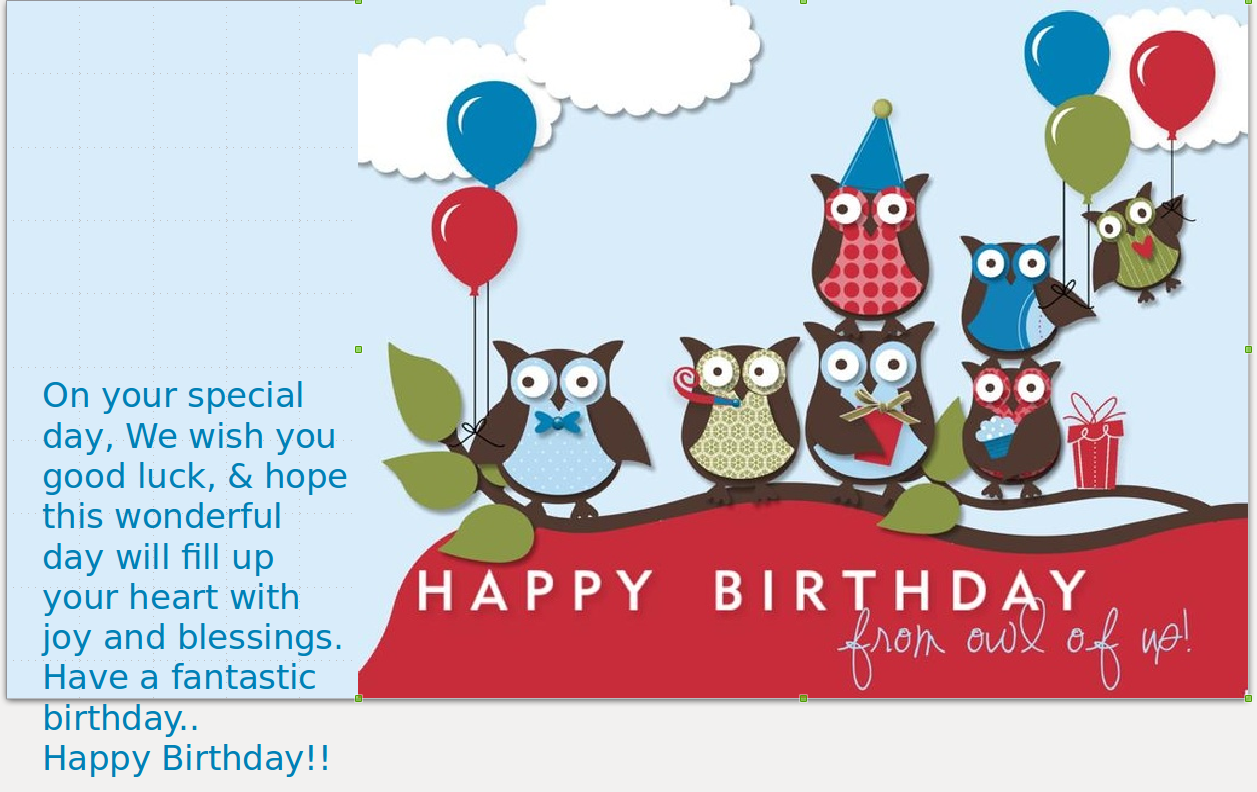 On your special
day, We wish you
good luck, & hope
this wonderful
day will fill up
your heart with
joy and blessings.
Have a fantastic
birthday..
Happy Birthday!!
HAPPY BIRTHDAY
from owl of us!